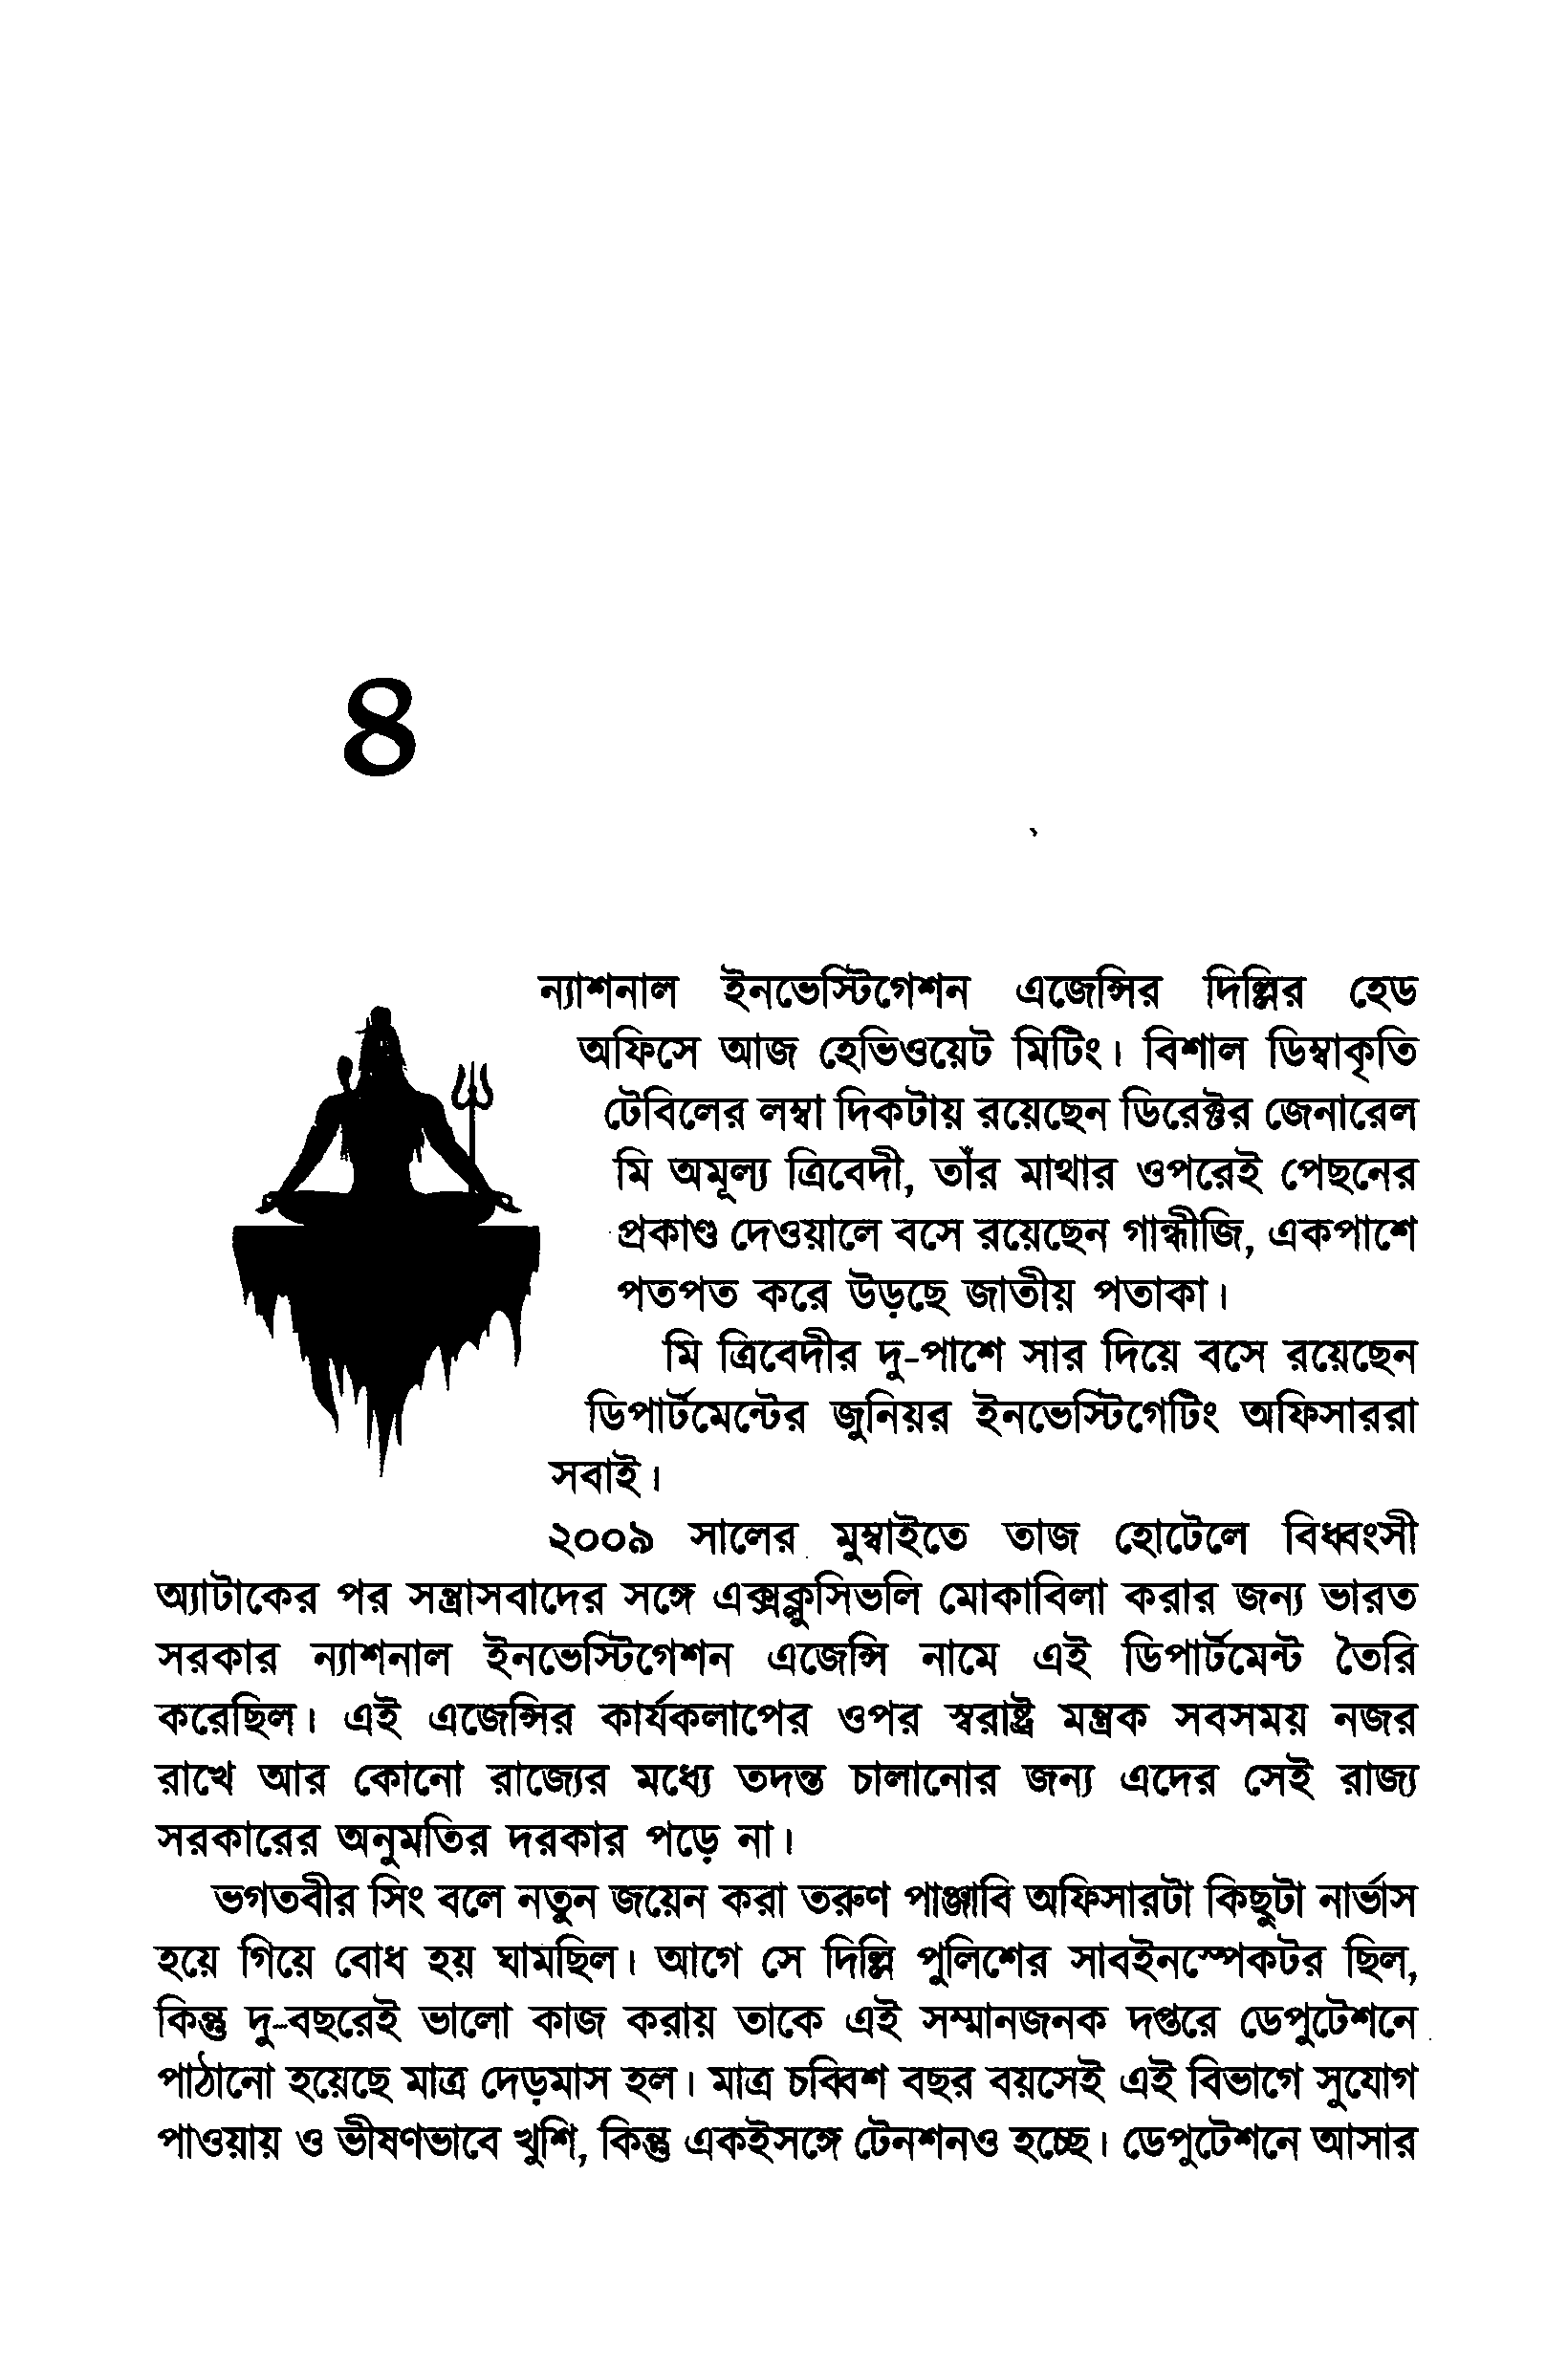 ৪
ন্যাশনাল ইনভেস্টিগেশন এজেন্সির দিল্লির হেড
অফিসে আজ হেভিওয়েট মিটিং। বিশাল ডিম্বাকৃতি
টেবিলের লম্বা দিকটায় রয়েছেন ডিরেক্টর জেনারেল
মি অমূল্য ত্রিবেদী, তাঁর মাথার ওপরেই পেছনের
প্রকাণ্ড দেওয়ালে বসে রয়েছেন গান্ধীজি, একপাশে
পতপত করে উড়ছে জাতীয় পতাকা।
মি ত্রিবেদীর দু-পাশে সার দিয়ে বসে রয়েছেন
ডিপার্টমেন্টের জুনিয়র ইনভেস্টিগেটিং অফিসাররা
সবাই।
২০০৯ সালের মুম্বাইতে তাজ হোটেলে বিধ্বংসী
অ্যাটাকের পর সন্ত্রাসবাদের সঙ্গে এক্সক্লুসিভলি মোকাবিলা করার জন্য ভারত
সরকার ন্যাশনাল ইনভেস্টিগেশন এজেন্সি নামে এই ডিপার্টমেন্ট তৈরি
করেছিল। এই এজেন্সির কার্যকলাপের ওপর স্বরাষ্ট্র মন্ত্রক সবসময় নজর
রাখে আর কোনো রাজ্যের মধ্যে তদন্ত চালানোর জন্য এদের সেই রাজ্য
সরকারের অনুমতির দরকার পড়ে না।
ভগতবীর সিং বলে নতুন জয়েন করা তরুণ পাঞ্জাবি অফিসারটা কিছুটা নার্ভাস
হয়ে গিয়ে বোধ হয় ঘামছিল। আগে সে দিল্লি পুলিশের সাবইনস্পেকটর ছিল,
কিন্তু দু-বছরেই ভালো কাজ করায় তাকে এই সম্মানজনক দপ্তরে ডেপুটেশনে
পাঠানো হয়েছে মাত্র দেড়মাস হল। মাত্র চব্বিশ বছর বয়সেই এই বিভাগে সুযোগ
পাওয়ায় ও ভীষণভাবে খুশি, কিন্তু একইসঙ্গে টেনশনও হচ্ছে। ডেপুটেশনে আসার